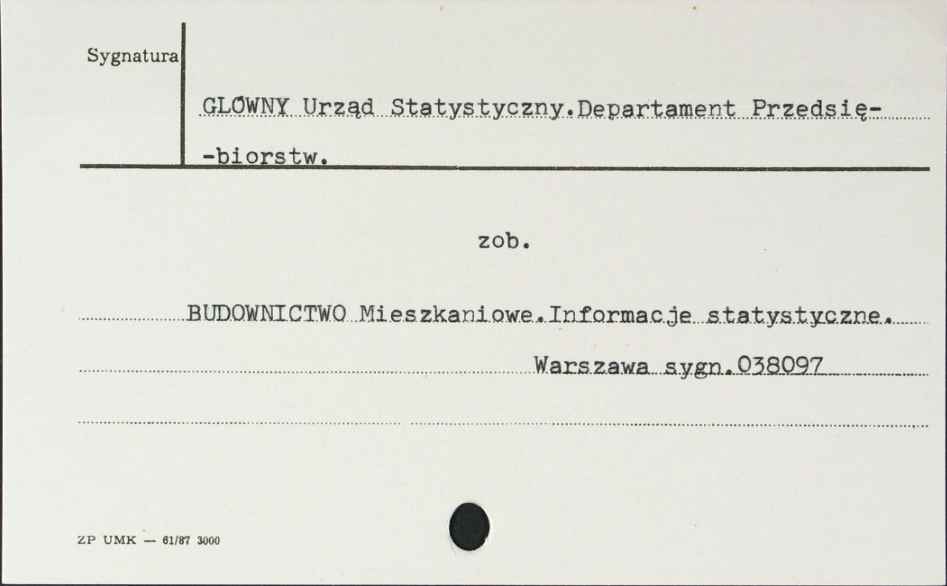 Sygnatura
GLÓWNY Urząd Statystyczny.Departament Przedsię-
-biorstw.
zob.
BUDOWNICTWO Mieszkaniowe.Informacje statystyczne.
Warszawa sygn.038097
ZP UMK — 61/87 3000